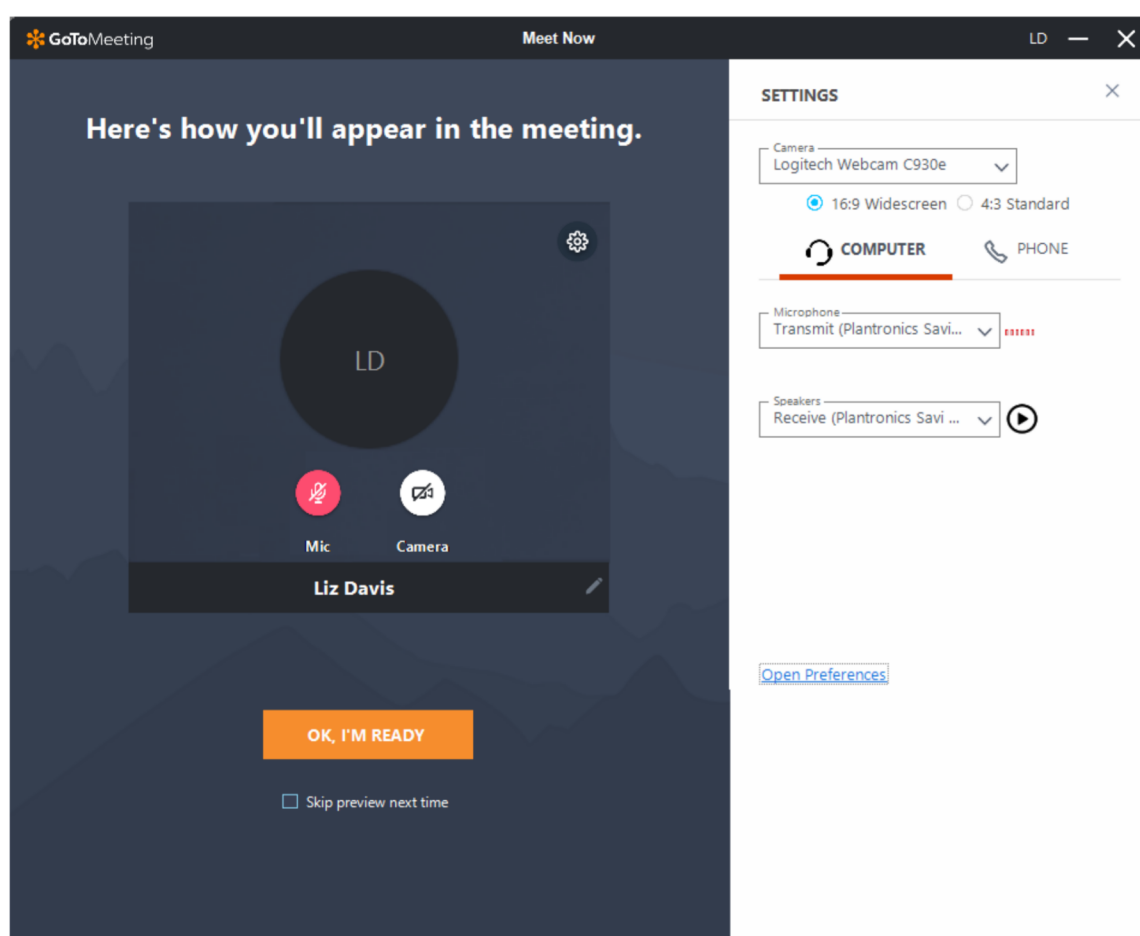 GoToMeeting
Meet Now
LD
Here's how you'll appear in the meeting.
LD
Mic
Camera
Liz Davis
OK, I'M READY
Skip preview next time
SETTINGS
Camera
Logitech Webcam C930e
16:9 Widescreen 4:3 Standard
COMPUTER
PHONE
Microphone
Transmit (Plantronics Savi...
Speakers
Receive (Plantronics Savi ...
Open Preferences